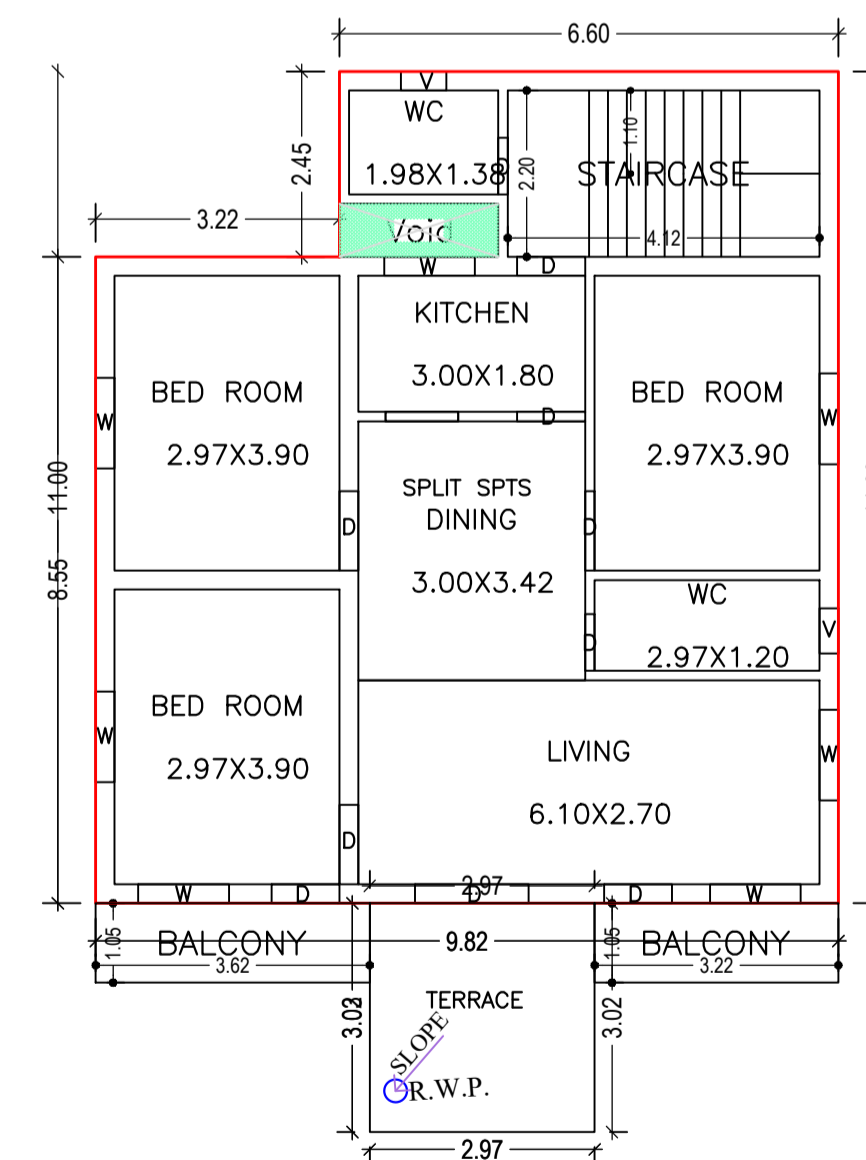 6.60
V
WC
1.98X1.38
D
2.20
1.10
STAIRCASE
4.12
2.45
3.22
Void
W
D
KITCHEN
3.00X1.80
D
BED ROOM
2.97X3.90
W
BED ROOM
2.97X3.90
W
11.00
8.55
SPLIT SPTS
DINING
3.00X3.42
D
D
WC
2.97X1.20
D
V
BED ROOM
2.97X3.90
W
LIVING
6.10X2.70
W
D
W
D
2.97
D
D
W
1.05
BALCONY
3.62
9.82
1.05
BALCONY
3.22
TERRACE
3.02
3.02
SLOPE
R.W.P.
2.97